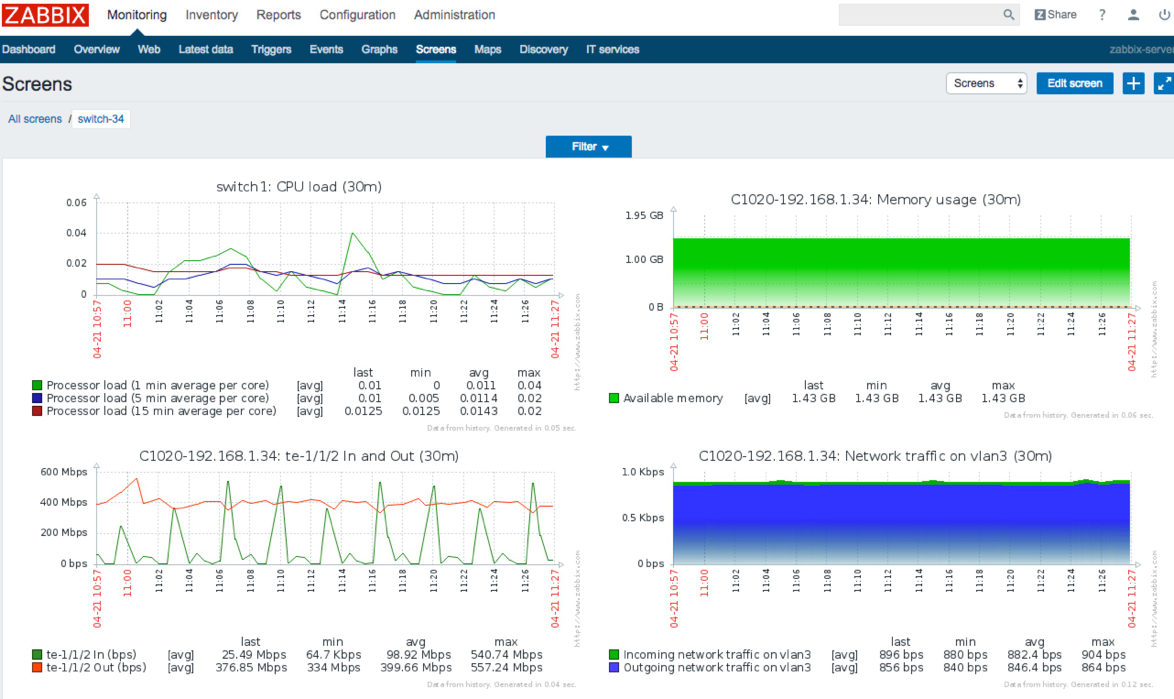 ZABBIX Monitoring Inventory Reports Configuration Administration Z Share ?
Dashboard Overview Web Latest data Triggers Events Graphs Screens Maps Discovery IT services zabbix-server
Screens Screens Edit screen +
All screens / switch-34
Filter
switch1: CPU load (30m)
0.06
0.04
0.02
0
04-21 10:57 11:00 11:02 11:04 11:06 11:08 11:10 11:12 11:14 11:16 11:18 11:20 11:22 11:24 11:26 04-21 11:27
http://www.zabbix.com
last min avg max
Processor load (1 min average per core) [avg] 0.01 0 0.011 0.04
Processor load (5 min average per core) [avg] 0.01 0.005 0.0114 0.02
Processor load (15 min average per core) [avg] 0.0125 0.0125 0.0143 0.02
Data from history. Generated in 0.05 sec.
C1020-192.168.1.34: Memory usage (30m)
1.95 GB
1.00 GB
0 B
04-21 10:57 11:00 11:02 11:04 11:06 11:08 11:10 11:12 11:14 11:16 11:18 11:20 11:22 11:24 11:26 04-21 11:27
http://www.zabbix.com
last min avg max
Available memory [avg] 1.43 GB 1.43 GB 1.43 GB 1.43 GB
Data from history. Generated in 0.06 sec.
C1020-192.168.1.34: te-1/1/2 In and Out (30m)
600 Mbps
400 Mbps
200 Mbps
0 bps
04-21 10:57 11:00 11:02 11:04 11:06 11:08 11:10 11:12 11:14 11:16 11:18 11:20 11:22 11:24 11:26 04-21 11:27
http://www.zabbix.com
last min avg max
te-1/1/2 In (bps) [avg] 25.49 Mbps 64.7 Kbps 98.92 Mbps 540.74 Mbps
te-1/1/2 Out (bps) [avg] 376.85 Mbps 334 Mbps 399.66 Mbps 557.24 Mbps
Data from history. Generated in 0.04 sec.
C1020-192.168.1.34: Network traffic on vlan3 (30m)
1.0 Kbps
0.5 Kbps
0 bps
04-21 10:57 11:00 11:02 11:04 11:06 11:08 11:10 11:12 11:14 11:16 11:18 11:20 11:22 11:24 11:26 04-21 11:27
http://www.zabbix.com
last min avg max
Incoming network traffic on vlan3 [avg] 896 bps 880 bps 882.4 bps 904 bps
Outgoing network traffic on vlan3 [avg] 856 bps 840 bps 846.4 bps 864 bps
Data from history. Generated in 0.12 sec.